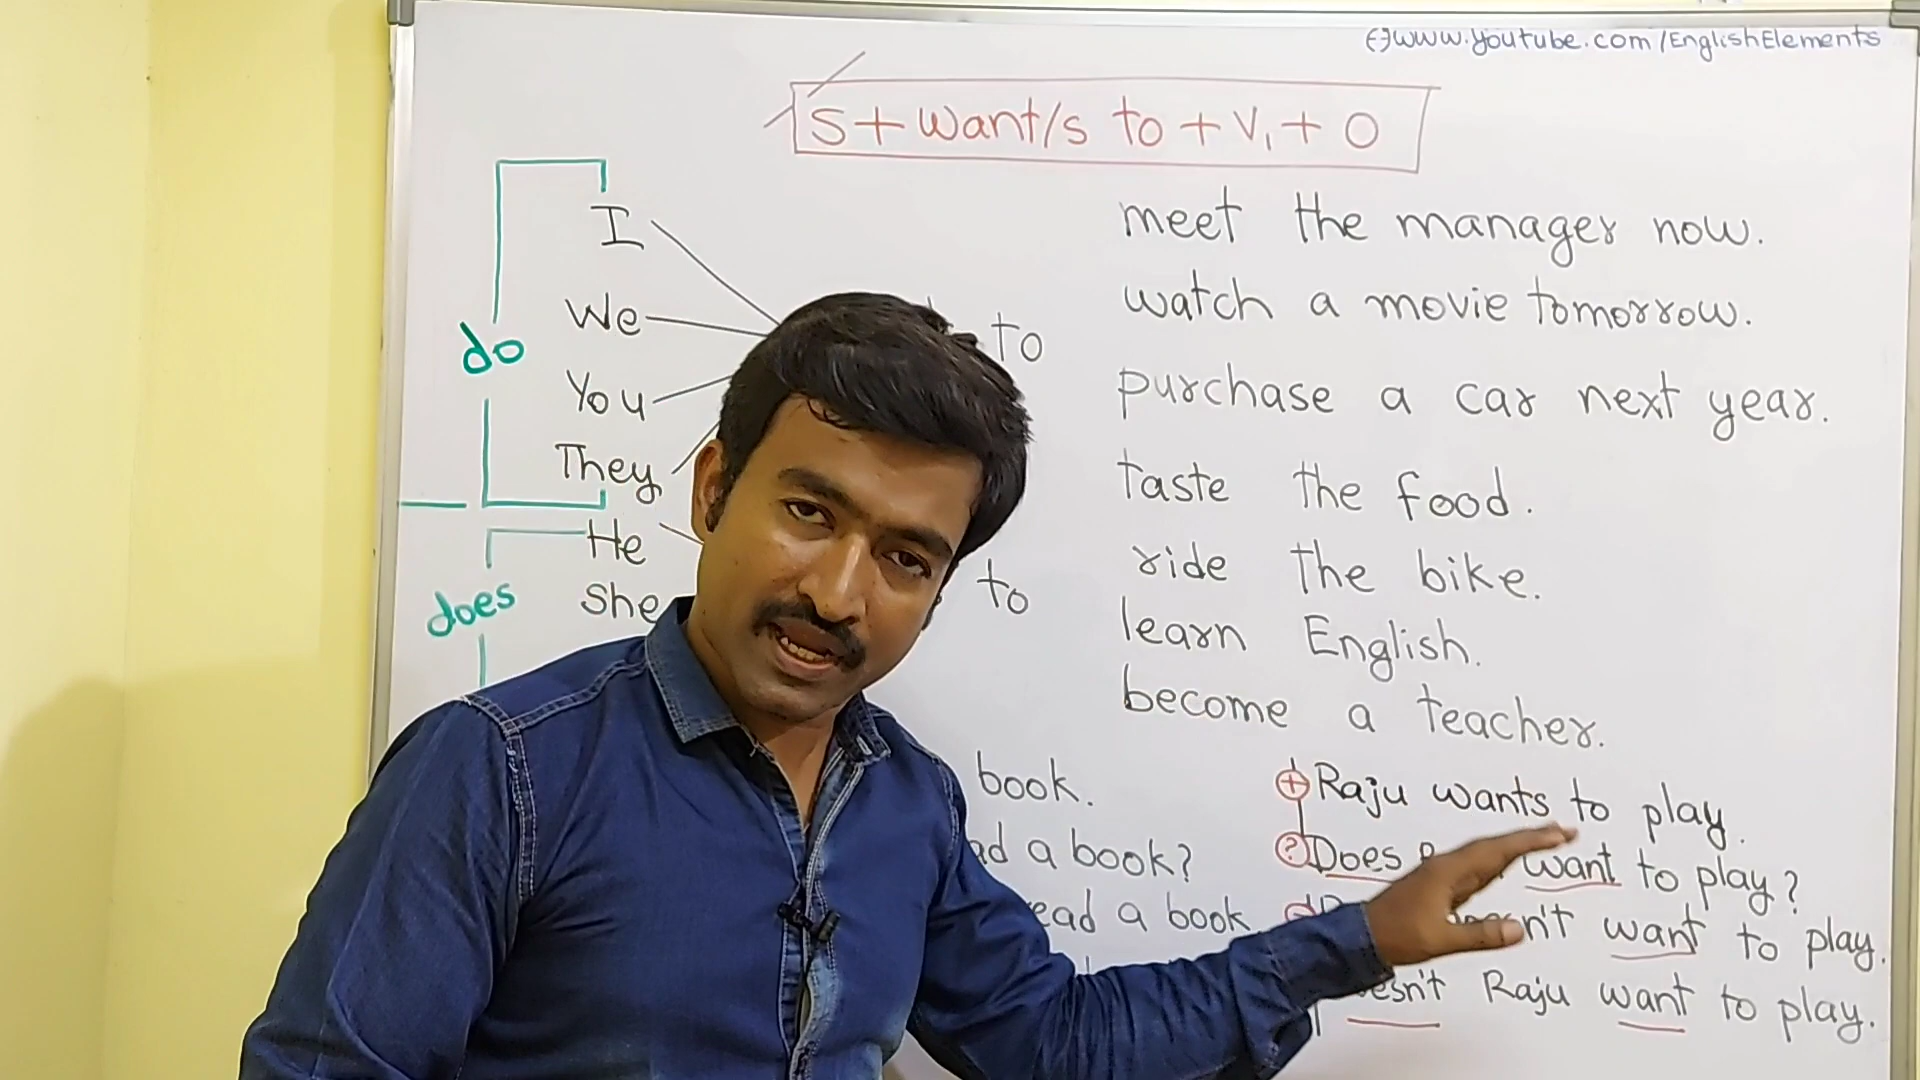 www.youtube.com/EnglishElements
S + want/s to + V₁ + O
I
We
You
They
He
She
do
does
to
to
meet the manager now.
watch a movie tomorrow.
purchase a car next year.
taste the food.
ride the bike.
learn English.
become a teacher.
book.
a book?
a book
+ Raju wants to play.
? Does want to play?
want to play.
Raju want to play.